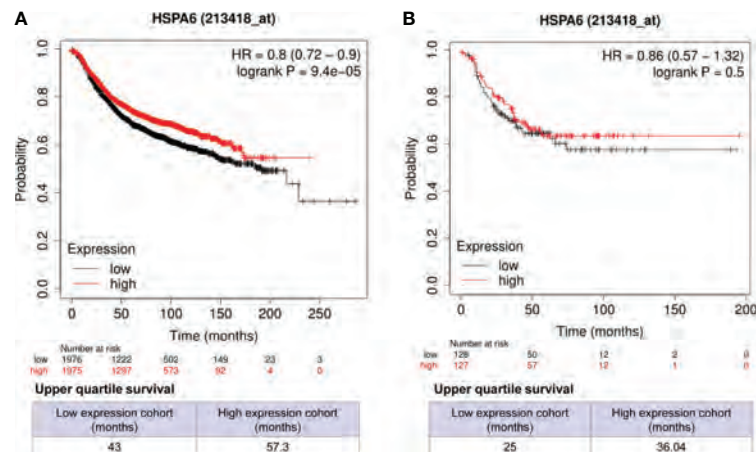 A
HSPA6 (213418_at)
HR = 0.8 (0.72 – 0.9)
logrank P = 9.4e−05
Probability
1.0
0.8
0.6
0.4
0.2
0.0
Expression
low
high
0 50 100 150 200 250
Time (months)
Number at risk
low 1976 1222 502 149 23 3
high 1975 1297 573 92 4 0
Upper quartile survival
Low expression cohort (months)
High expression cohort (months)
43 57.3
B
HSPA6 (213418_at)
HR = 0.86 (0.57 – 1.32)
logrank P = 0.5
Probability
1.0
0.8
0.6
0.4
0.2
0.0
Expression
low
high
0 50 100 150 200
Time (months)
Number at risk
low 128 50 12 2 0
high 127 57 12 1 0
Upper quartile survival
Low expression cohort (months)
High expression cohort (months)
25 36.04